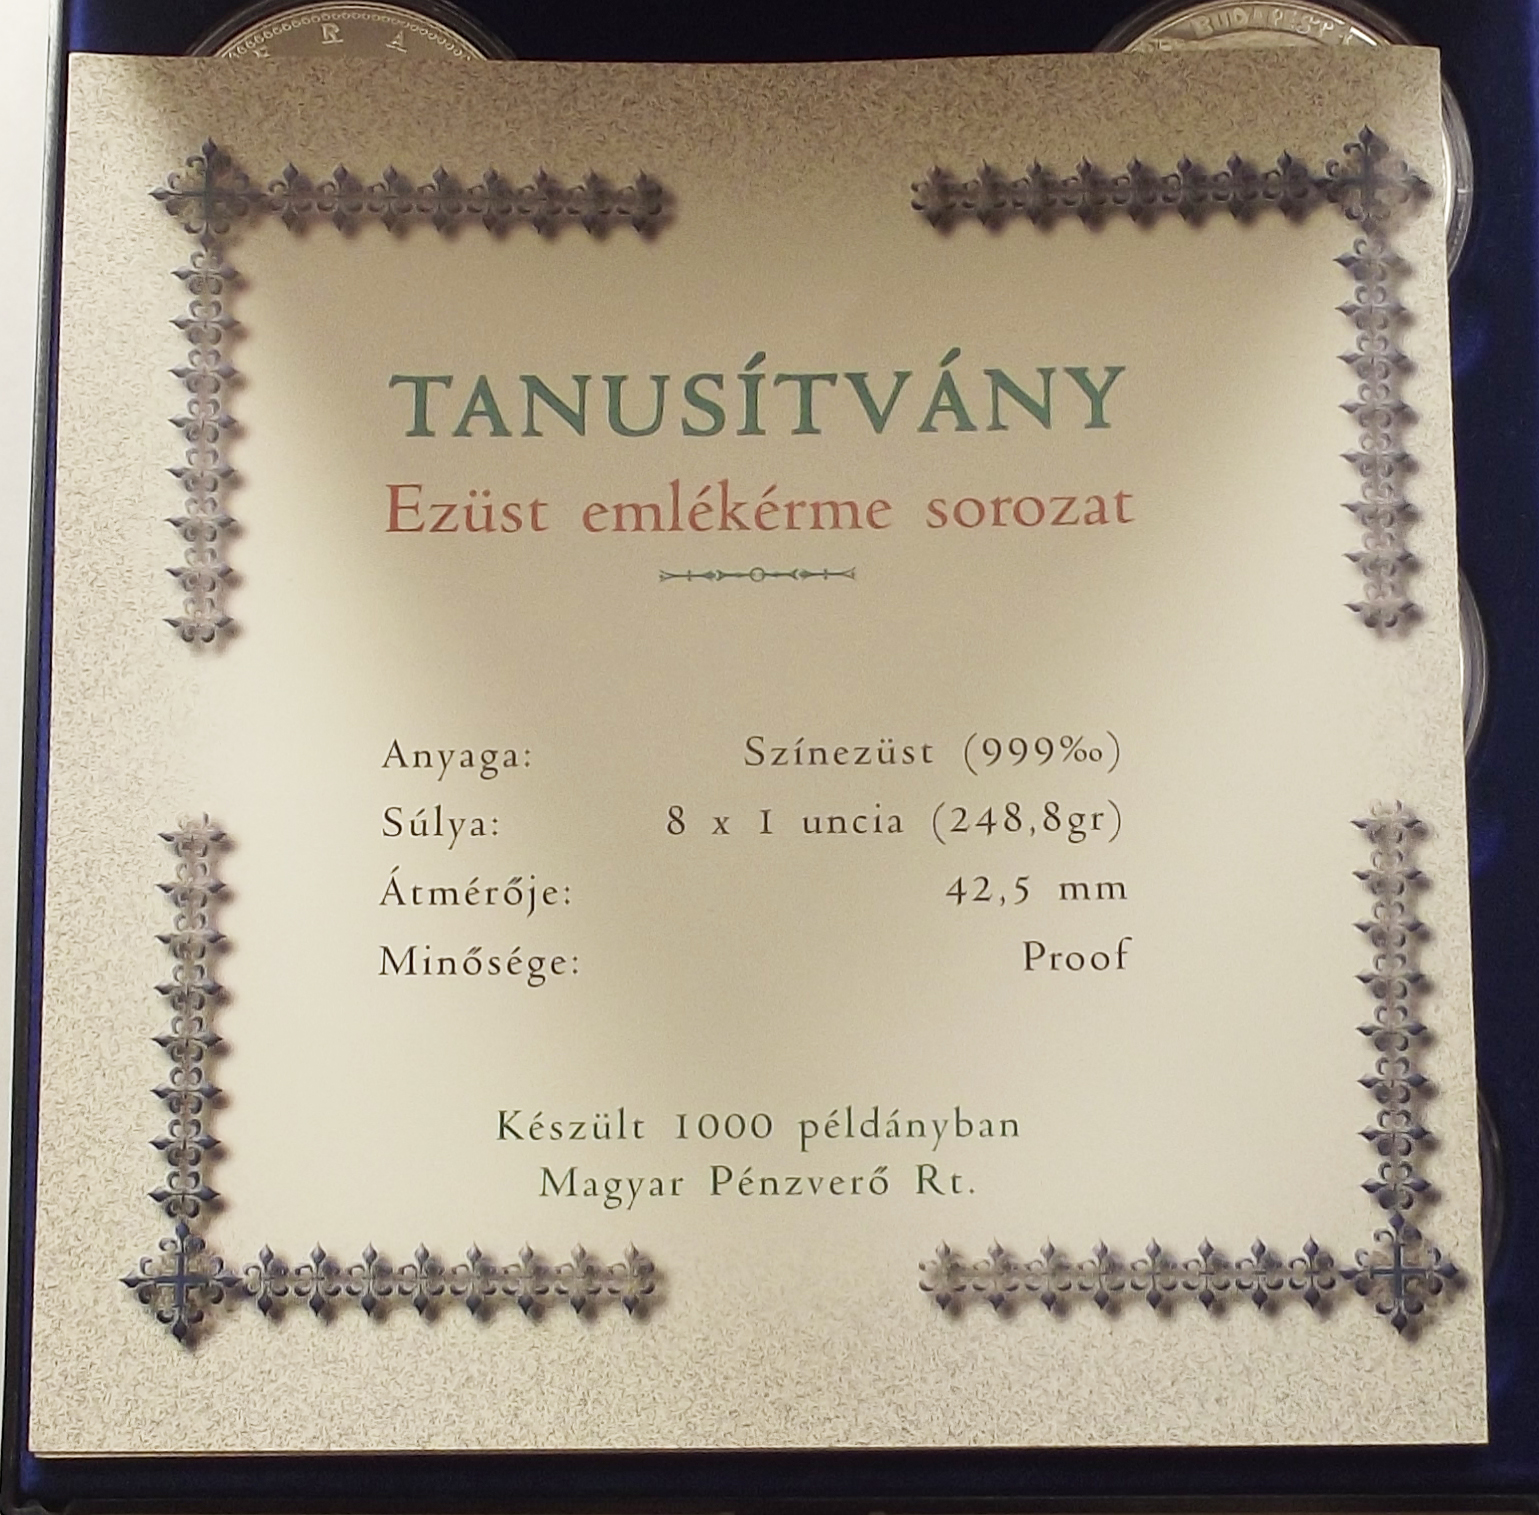 F R A
BUDAPEST
TANUSÍTVÁNY
Ezüst emlékérme sorozat
Anyaga: Színezüst (999‰)
Súlya: 8 x 1 uncia (248,8gr)
Átmérője: 42,5 mm
Minősége: Proof
Készült 1000 példányban
Magyar Pénzverő Rt.